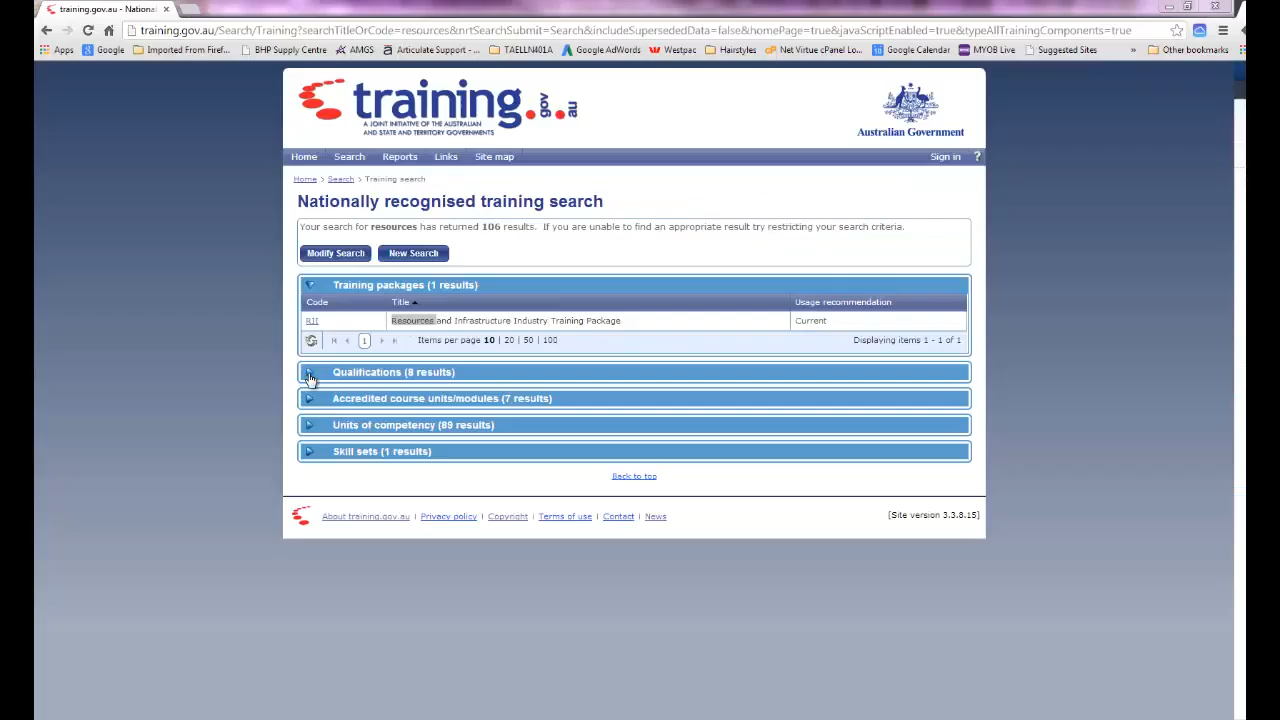 training.gov.au - Nationa
training.gov.au/Search/Training?searchTitleOrCode=resources&nrtSearchSubmit=Search&includeSupersededData=false&homePage=true&javaScriptEnabled=true&typeAllTrainingComponents=true
Apps Google Imported From Firef... BHP Supply Centre AMGS Articulate Support - ... TAELLN401A Google AdWords Westpac Net Virtue cPanel Lo... Google Calendar MYOB Live Suggested Sites » Other bookmarks
training.gov.au
A JOINT INITIATIVE OF THE AUSTRALIAN
AND STATE AND TERRITORY GOVERNMENTS
Australian Government
Home Search Reports Links Site map Sign in ?
Home > Search > Training search
Nationally recognised training search
Your search for resources has returned 106 results. If you are unable to find an appropriate result try restricting your search criteria.
Modify Search New Search
Training packages (1 results)
Code Title Usage recommendation
RII Resources and Infrastructure Industry Training Package Current
1 Items per page 10 | 20 | 50 | 100 Displaying items 1 - 1 of 1
Qualifications (8 results)
Accredited course units/modules (7 results)
Units of competency (89 results)
Skill sets (1 results)
Back to top
About training.gov.au | Privacy policy | Copyright | Terms of use | Contact | News [Site version 3.3.8.15]